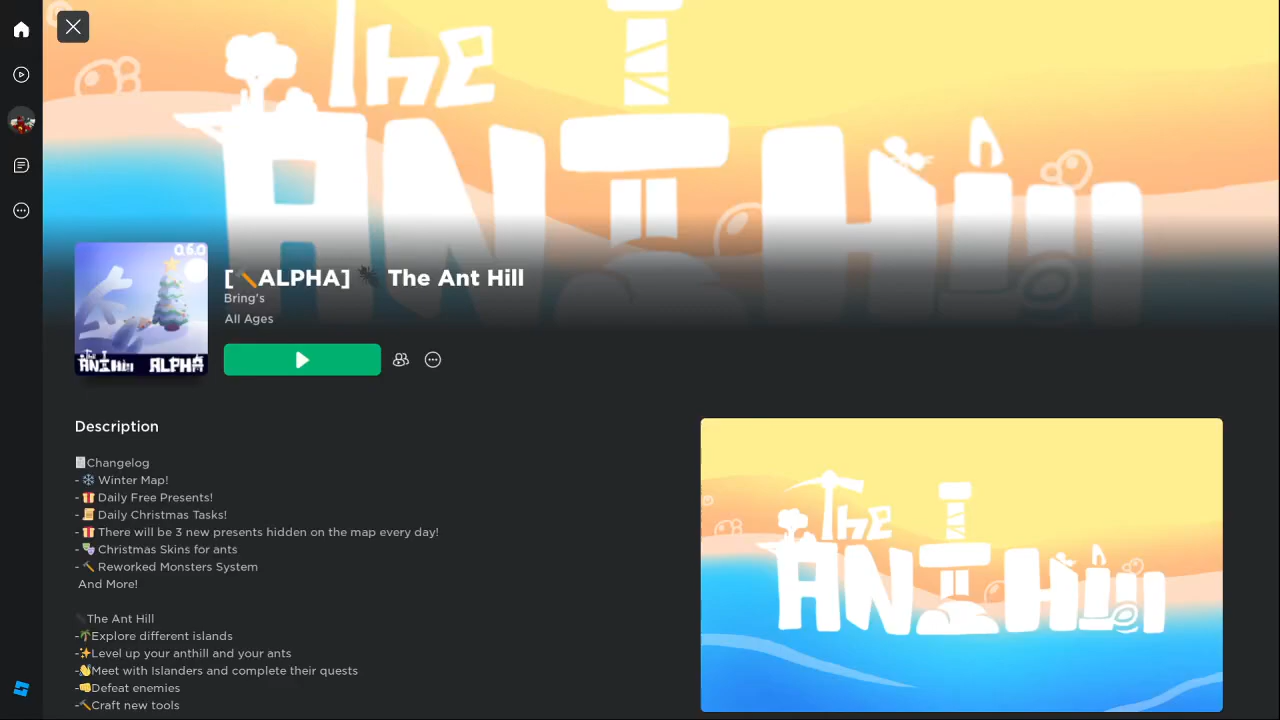 The
ANT Hill
0.6.0
The
ANT Hill ALPHA
[🔨ALPHA] 🐜 The Ant Hill
Bring's
All Ages
Description
🧾Changelog
- ❄️ Winter Map!
- 🎁 Daily Free Presents!
- 📜 Daily Christmas Tasks!
- 🎁 There will be 3 new presents hidden on the map every day!
- 🎭 Christmas Skins for ants
- 🔨 Reworked Monsters System
And More!
🐜The Ant Hill
-🌴Explore different islands
-✨Level up your anthill and your ants
-👋Meet with Islanders and complete their quests
-👊Defeat enemies
-🔨Craft new tools
The
ANT Hill